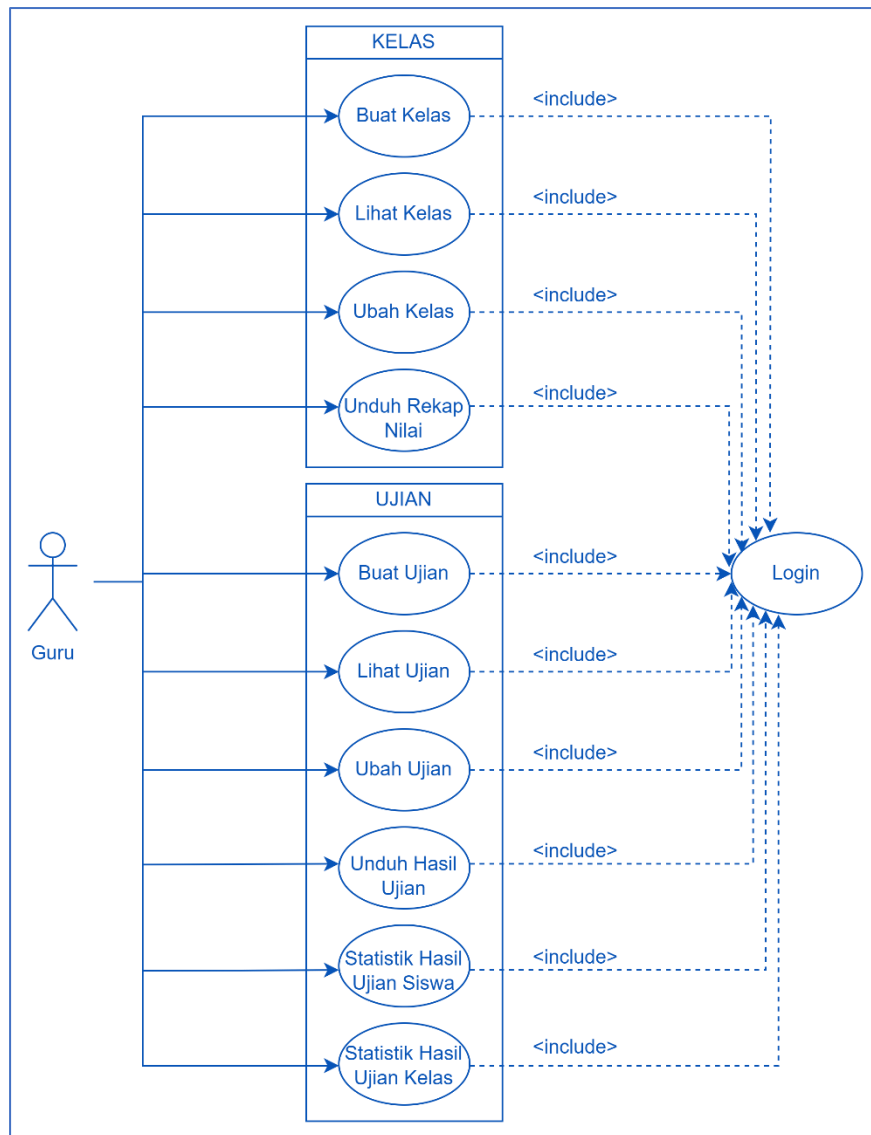 KELAS
Buat Kelas
<include>
Lihat Kelas
<include>
Ubah Kelas
<include>
Unduh Rekap
Nilai
<include>
UJIAN
Buat Ujian
<include>
Login
Guru
Lihat Ujian
<include>
Ubah Ujian
<include>
Unduh Hasil
Ujian
<include>
Statistik Hasil
Ujian Siswa
<include>
Statistik Hasil
Ujian Kelas
<include>